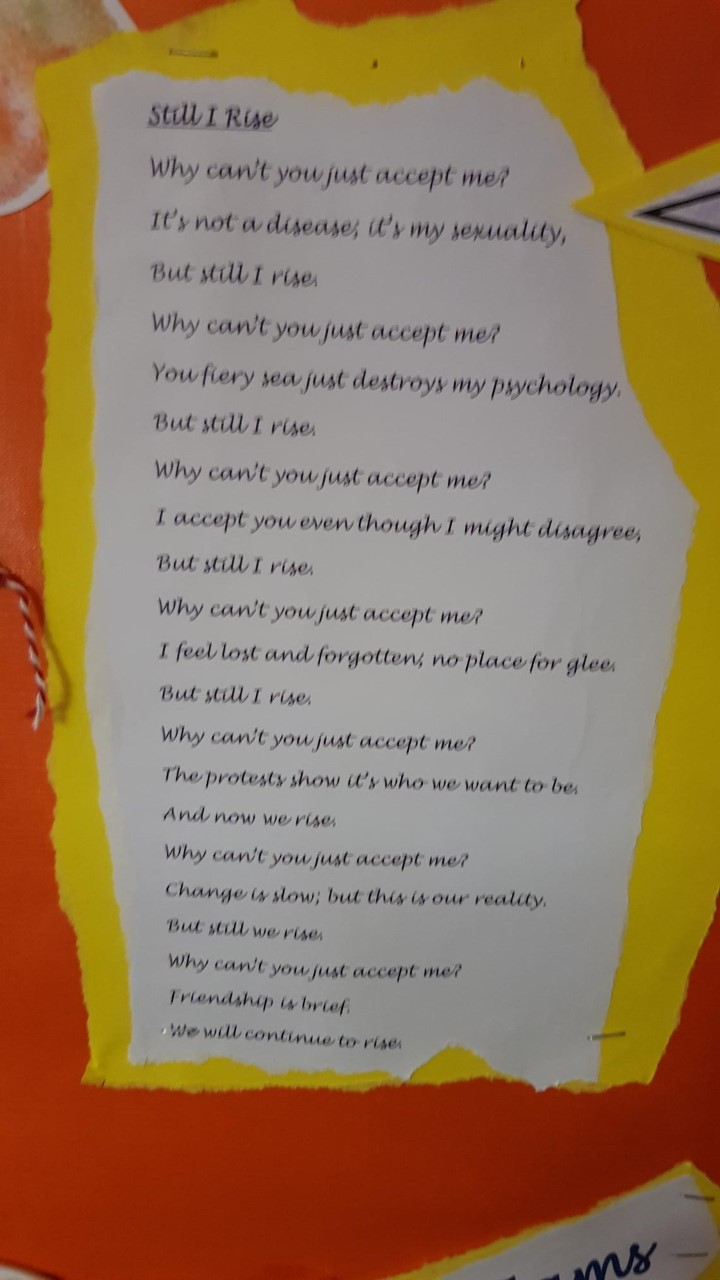 Still I Rise
Why can't you just accept me?
It's not a disease; it's my sexuality,
But still I rise.
Why can't you just accept me?
You fiery sea just destroys my psychology.
But still I rise.
Why can't you just accept me?
I accept you even though I might disagree,
But still I rise.
Why can't you just accept me?
I feel lost and forgotten; no place for glee.
But still I rise.
Why can't you just accept me?
The protests show it's who we want to be.
And now we rise.
Why can't you just accept me?
Change is slow; but this is our reality.
But still we rise.
Why can't you just accept me?
Friendship is brief.
We will continue to rise.